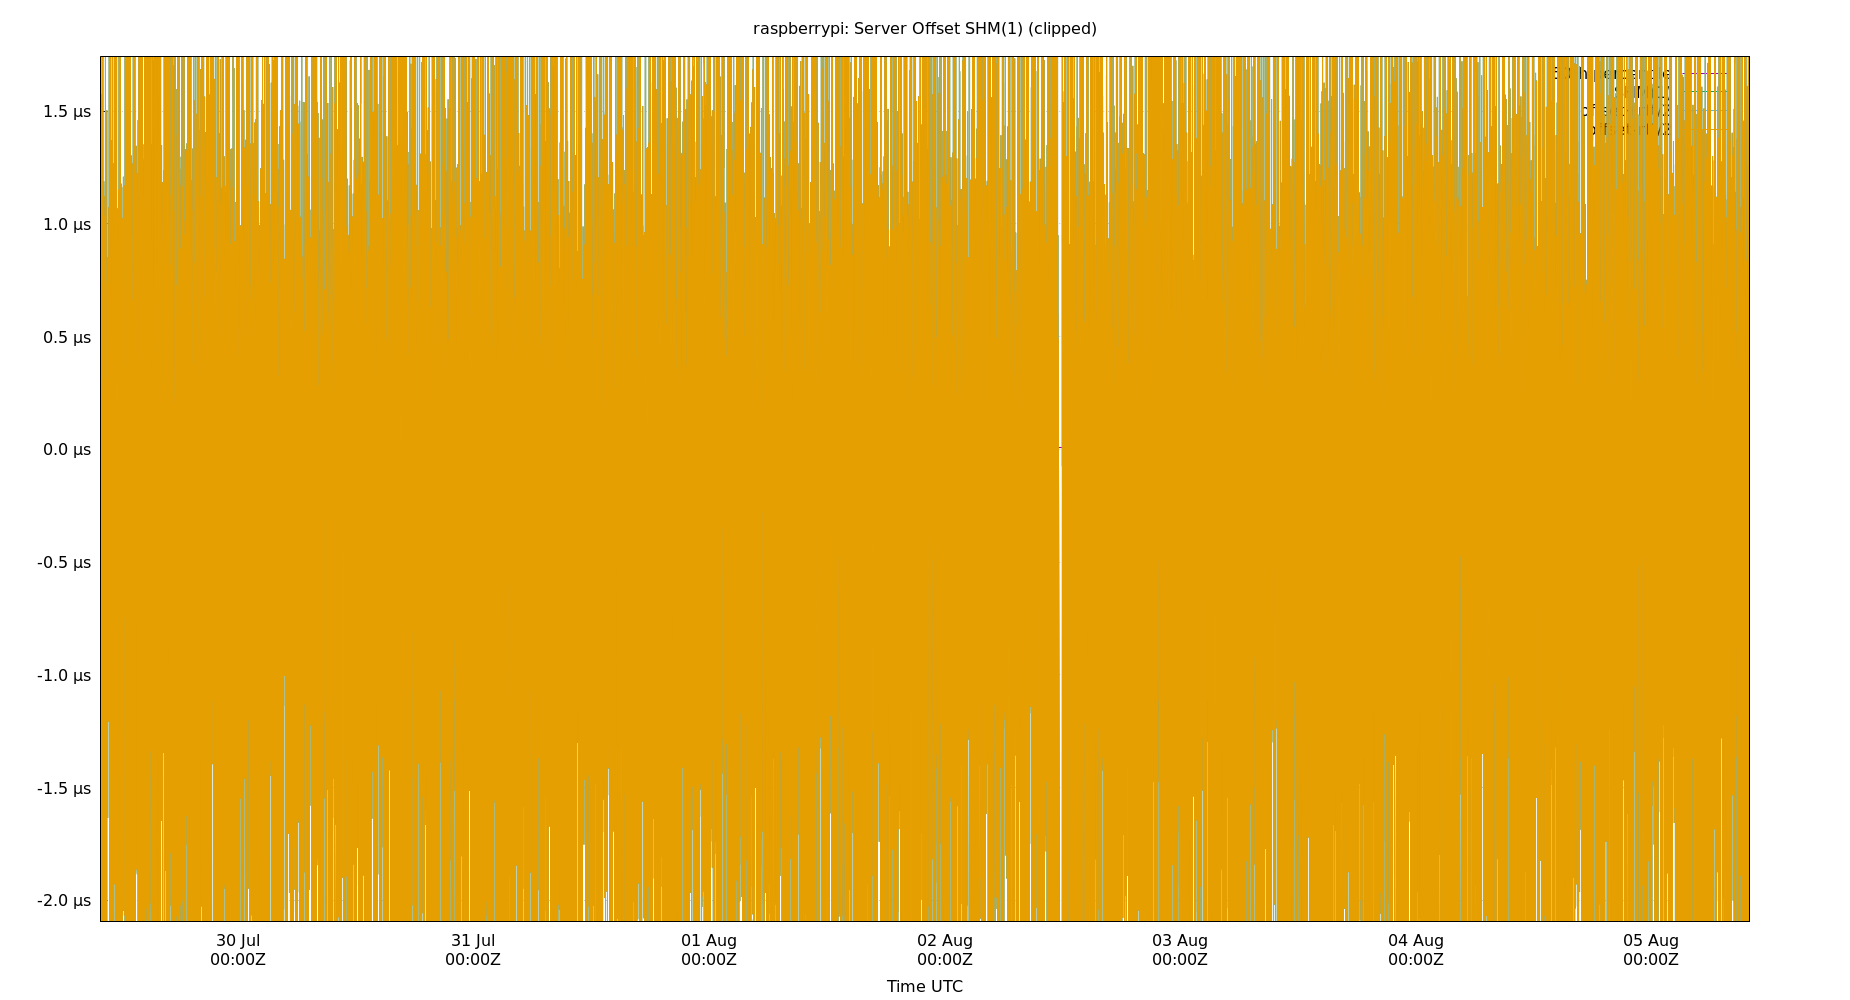 raspberrypi: Server Offset SHM(1) (clipped)
1.5 µs
1.0 µs
0.5 µs
0.0 µs
-0.5 µs
-1.0 µs
-1.5 µs
-2.0 µs
30 Jul
00:00Z
31 Jul
00:00Z
01 Aug
00:00Z
02 Aug
00:00Z
03 Aug
00:00Z
04 Aug
00:00Z
05 Aug
00:00Z
Time UTC